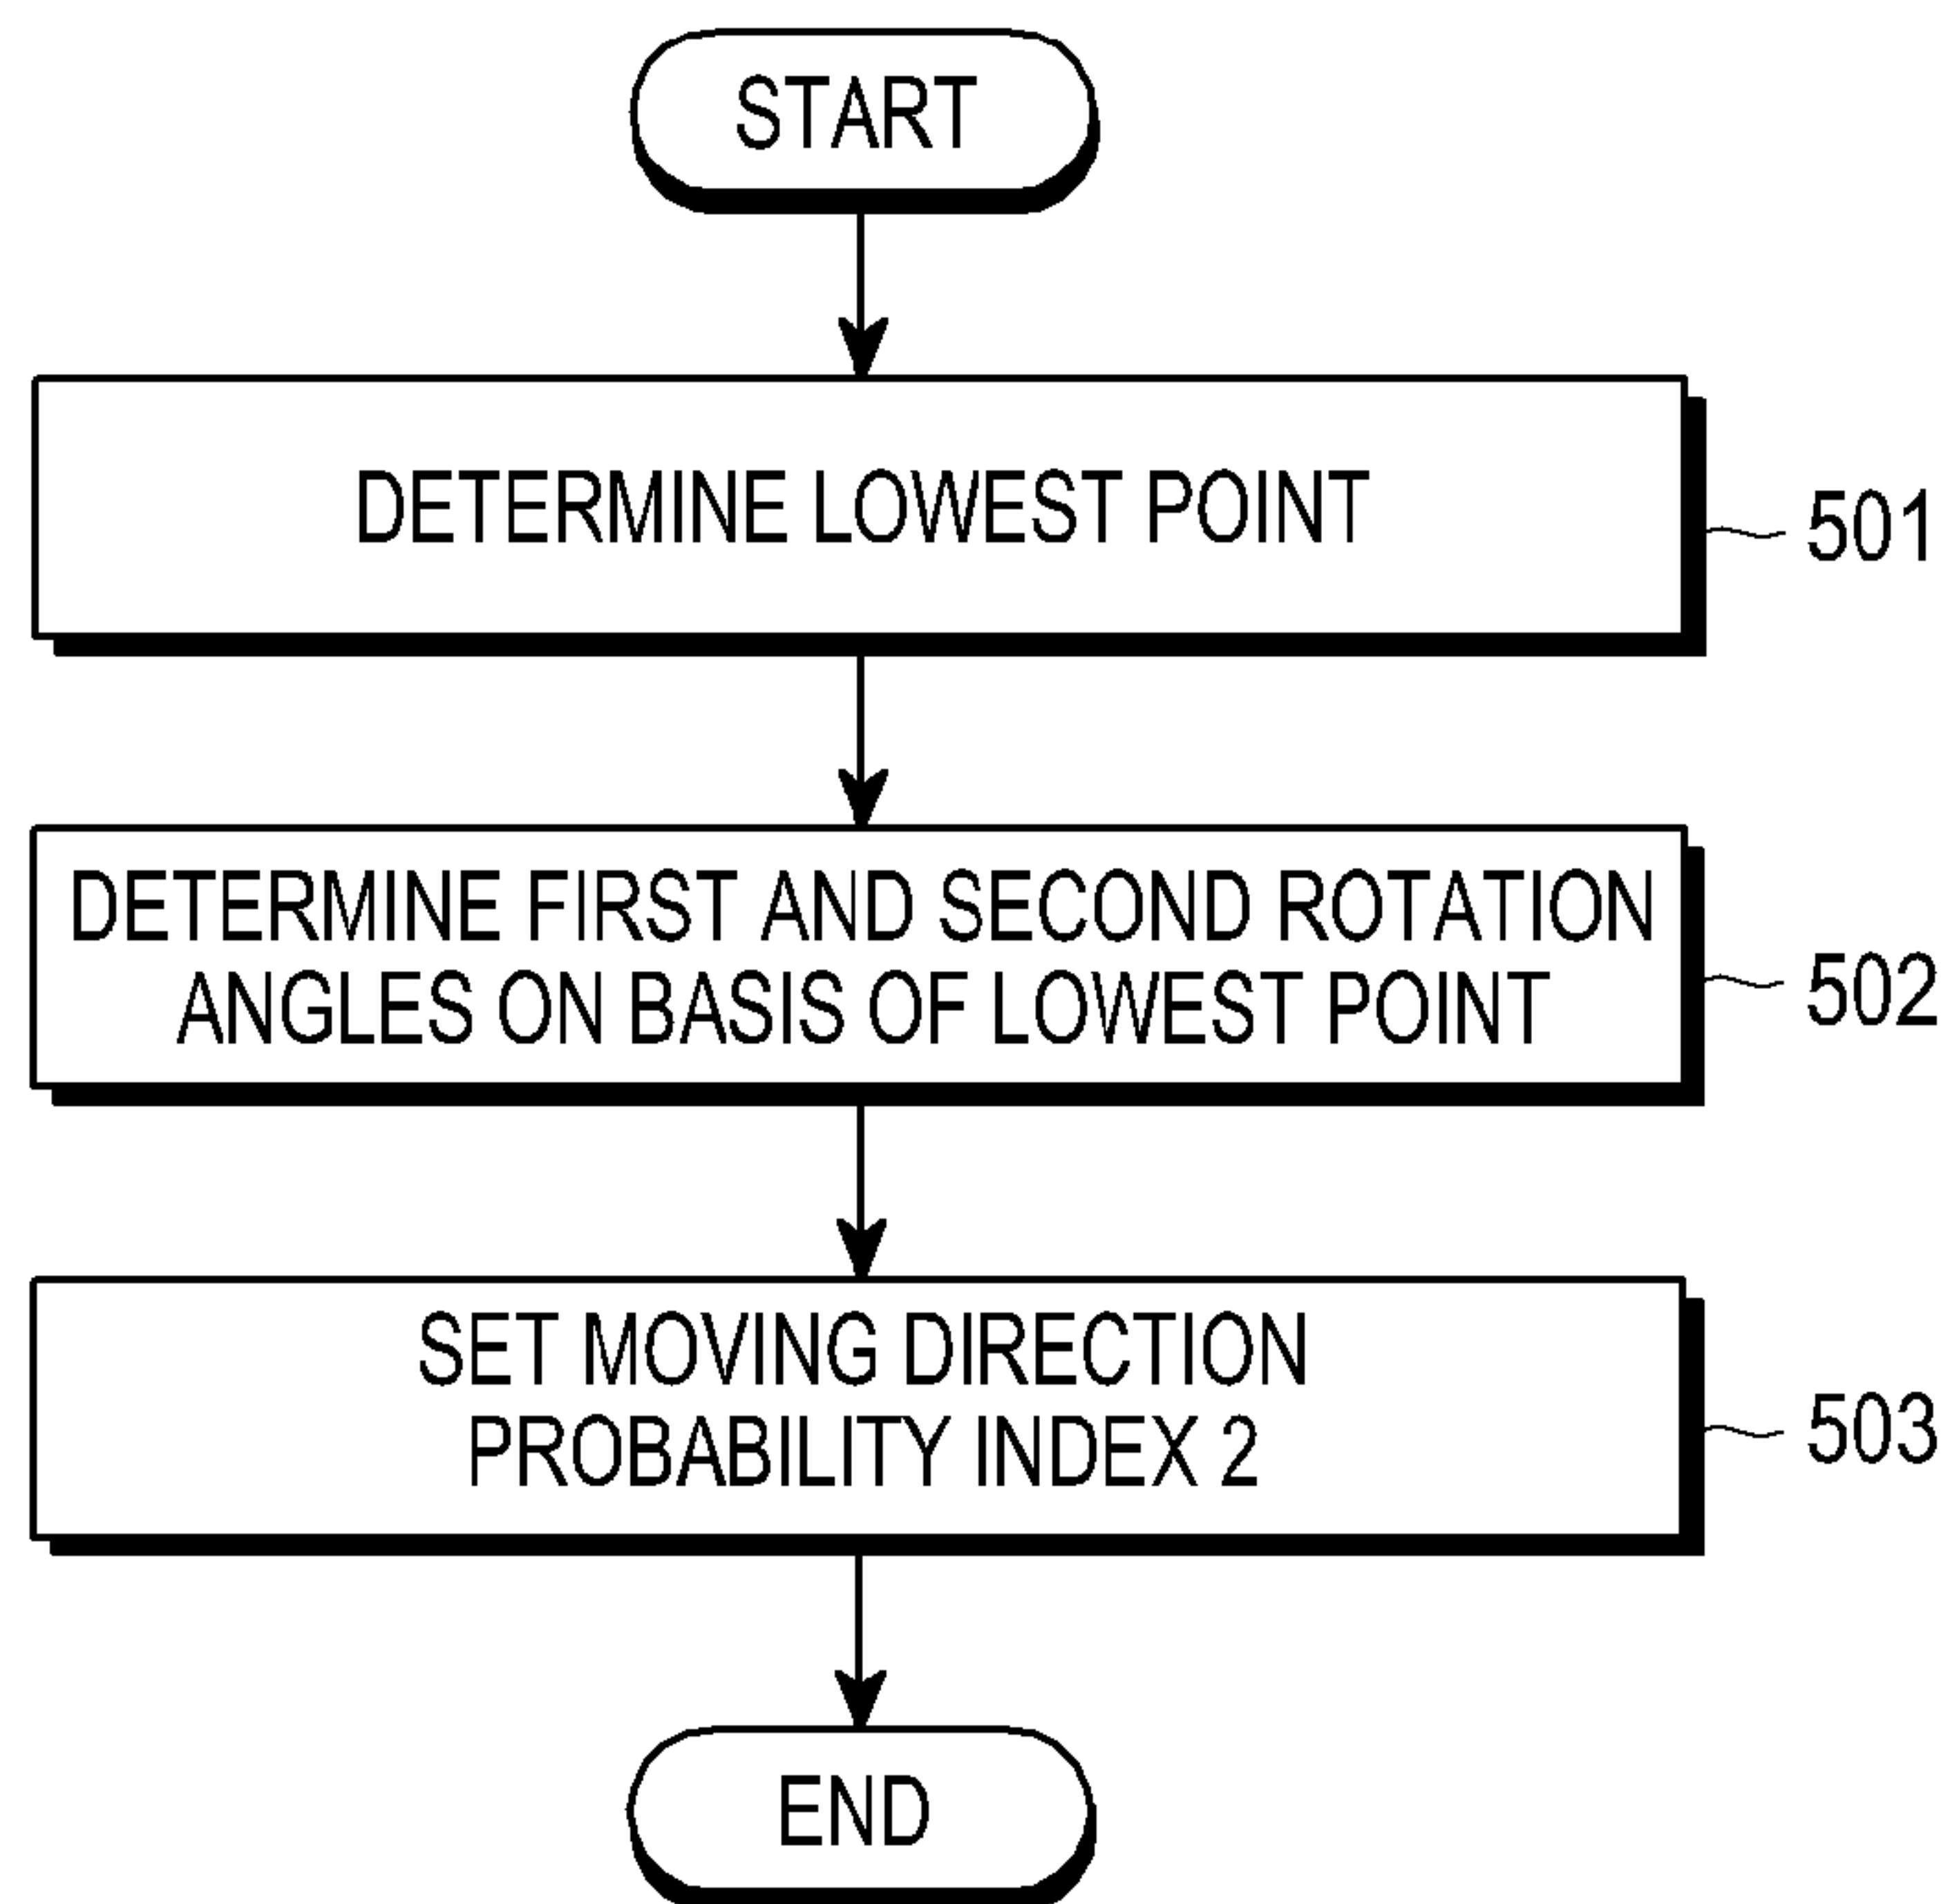 START
DETERMINE LOWEST POINT
501
DETERMINE FIRST AND SECOND ROTATION
ANGLES ON BASIS OF LOWEST POINT
502
SET MOVING DIRECTION
PROBABILITY INDEX 2
503
END